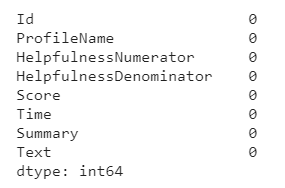 Id 0
ProfileName 0
HelpfulnessNumerator 0
HelpfulnessDenominator 0
Score 0
Time 0
Summary 0
Text 0
dtype: int64